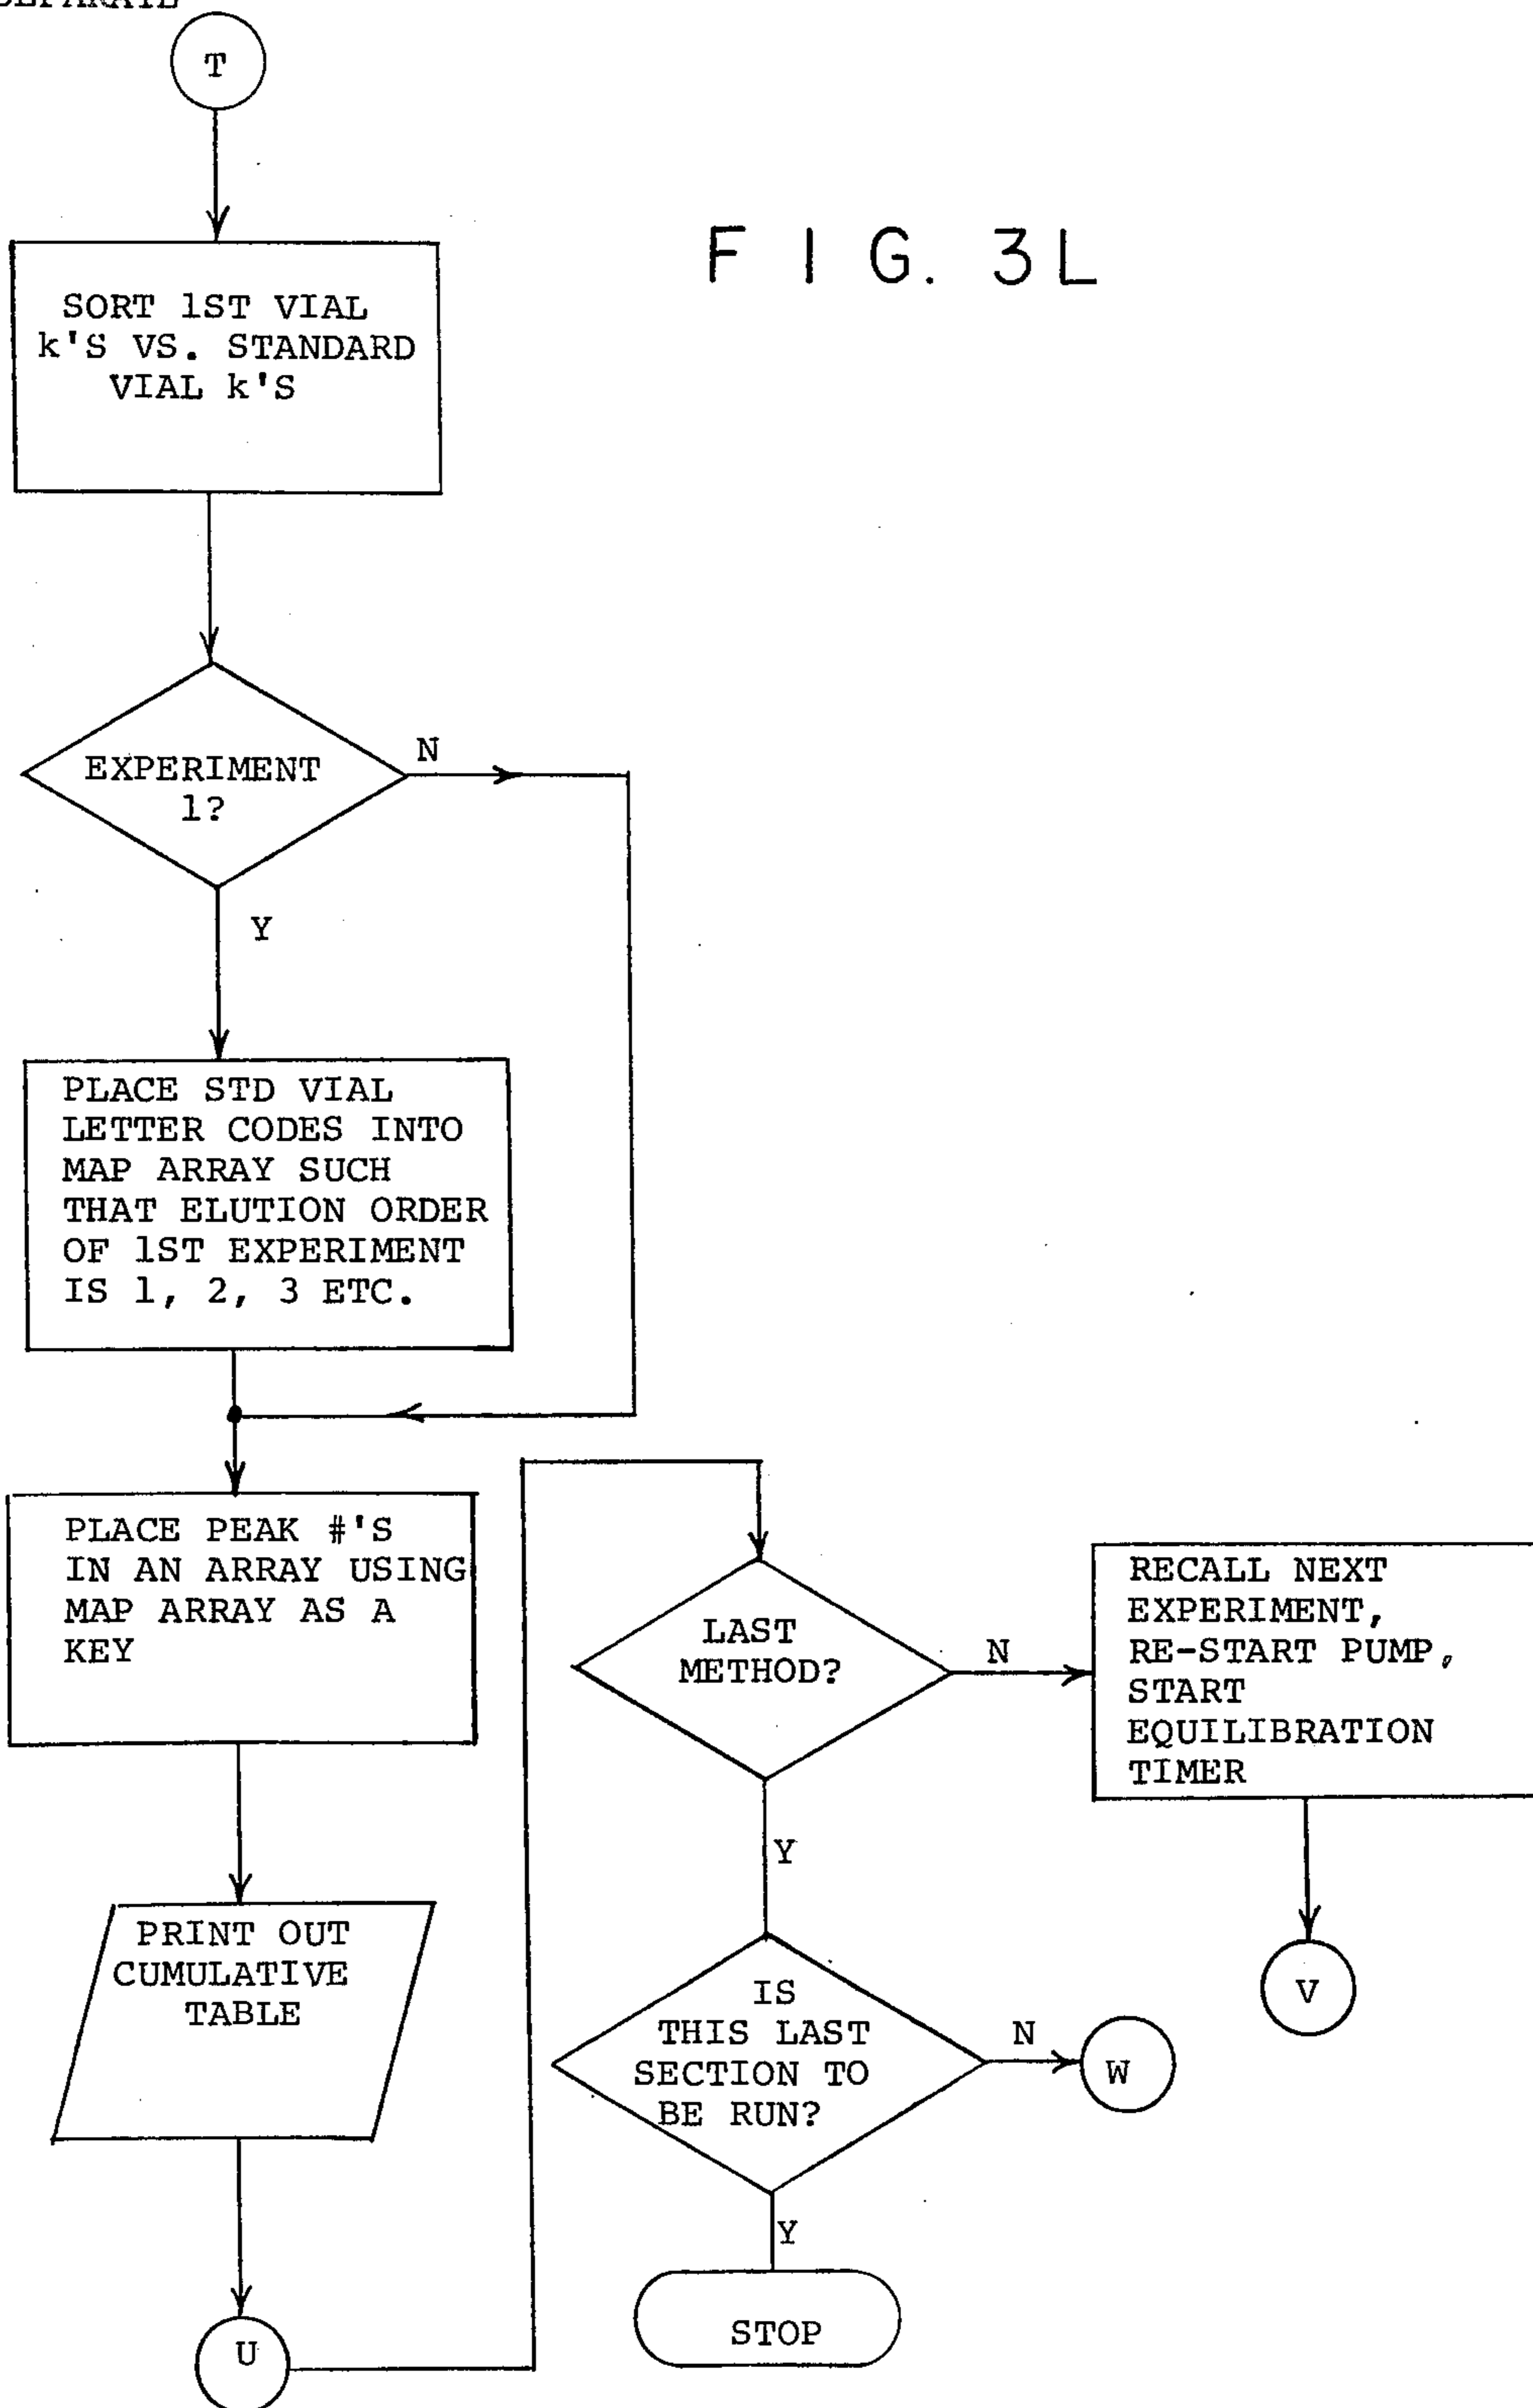 T
F I G. 3L
SORT 1ST VIAL
k'S VS. STANDARD
VIAL k'S
EXPERIMENT
1?
N
Y
PLACE STD VIAL
LETTER CODES INTO
MAP ARRAY SUCH
THAT ELUTION ORDER
OF 1ST EXPERIMENT
IS 1, 2, 3 ETC.
PLACE PEAK #'S
IN AN ARRAY USING
MAP ARRAY AS A
KEY
PRINT OUT
CUMULATIVE
TABLE
U
LAST
METHOD?
N
RECALL NEXT
EXPERIMENT,
RE-START PUMP,
START
EQUILIBRATION
TIMER
V
Y
IS
THIS LAST
SECTION TO
BE RUN?
N
W
Y
STOP